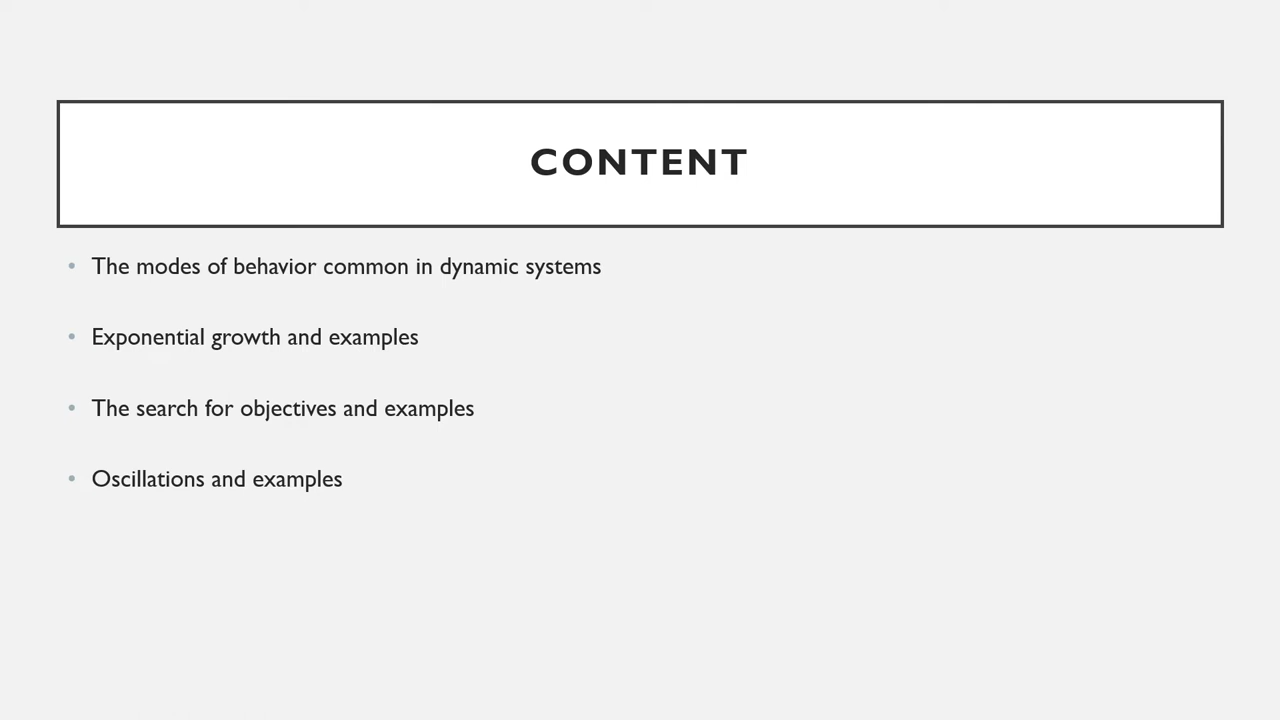 CONTENT
• The modes of behavior common in dynamic systems
• Exponential growth and examples
• The search for objectives and examples
• Oscillations and examples